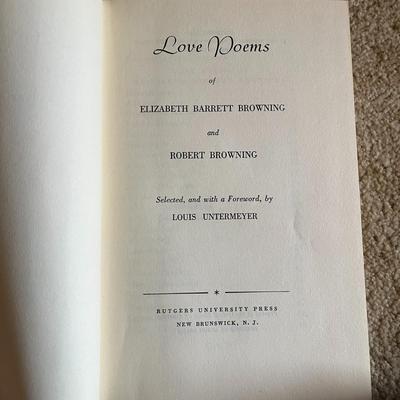 Love Poems
of
ELIZABETH BARRETT BROWNING
and
ROBERT BROWNING
Selected, and with a Foreword, by
LOUIS UNTERMEYER
*
RUTGERS UNIVERSITY PRESS
NEW BRUNSWICK, N. J.